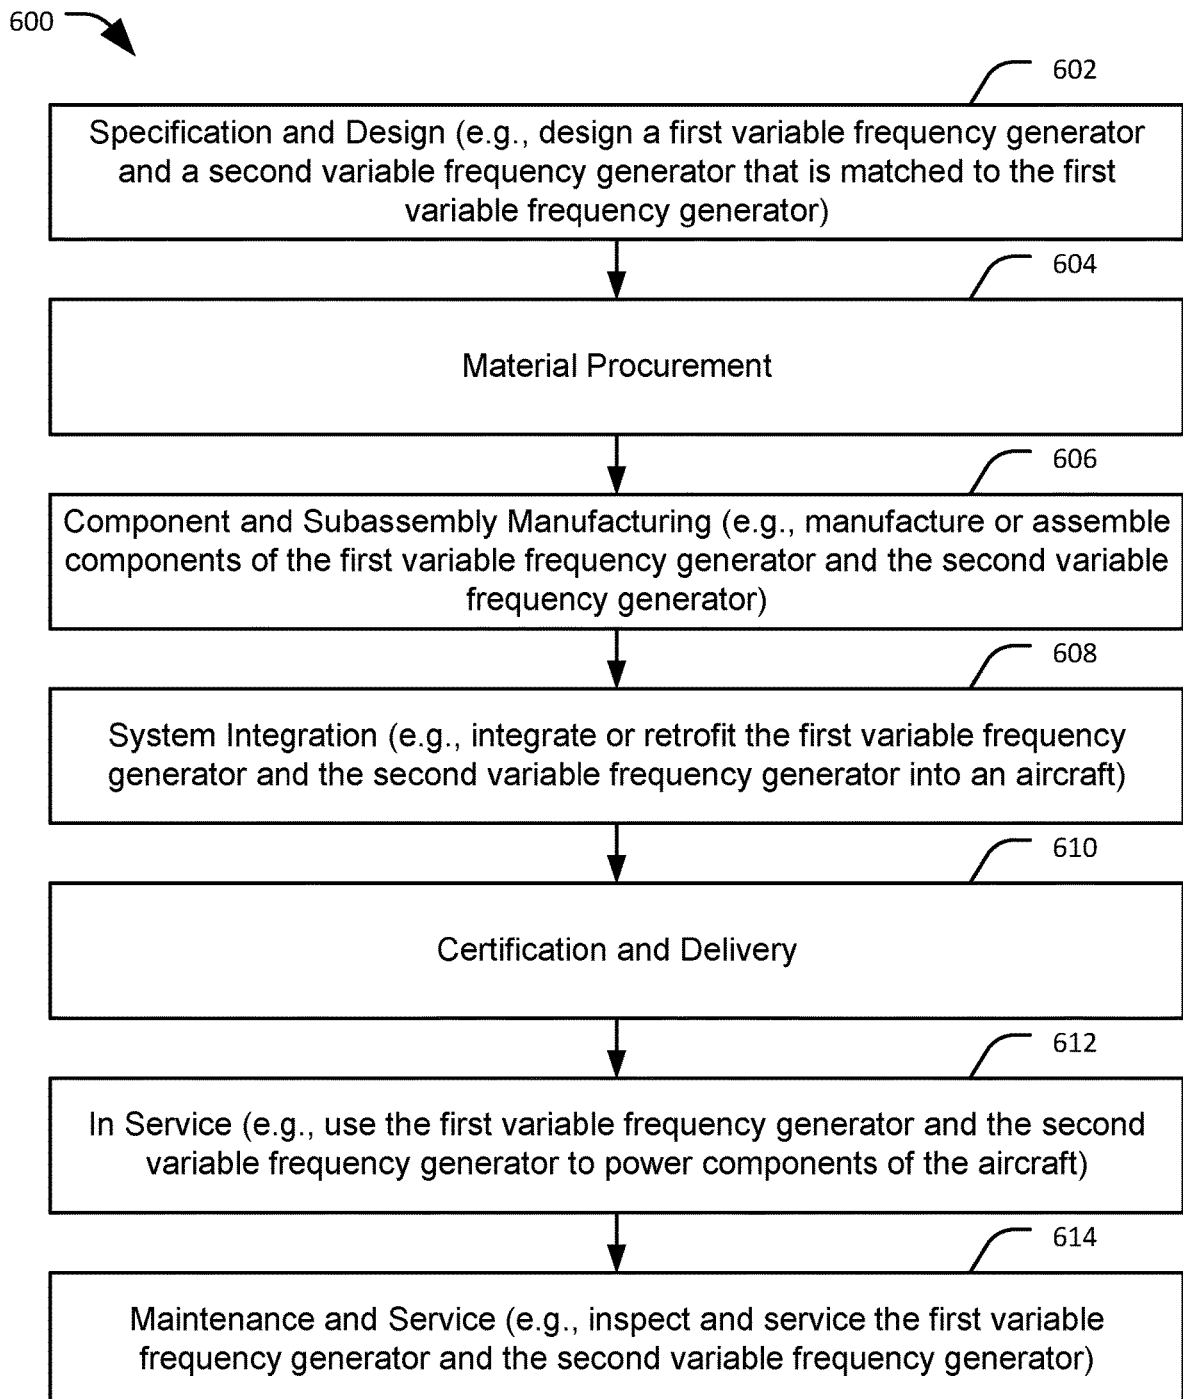 600
602
Specification and Design (e.g., design a first variable frequency generator
and a second variable frequency generator that is matched to the first
variable frequency generator)
604
Material Procurement
606
Component and Subassembly Manufacturing (e.g., manufacture or assemble
components of the first variable frequency generator and the second variable
frequency generator)
608
System Integration (e.g., integrate or retrofit the first variable frequency
generator and the second variable frequency generator into an aircraft)
610
Certification and Delivery
612
In Service (e.g., use the first variable frequency generator and the second
variable frequency generator to power components of the aircraft)
614
Maintenance and Service (e.g., inspect and service the first variable
frequency generator and the second variable frequency generator)